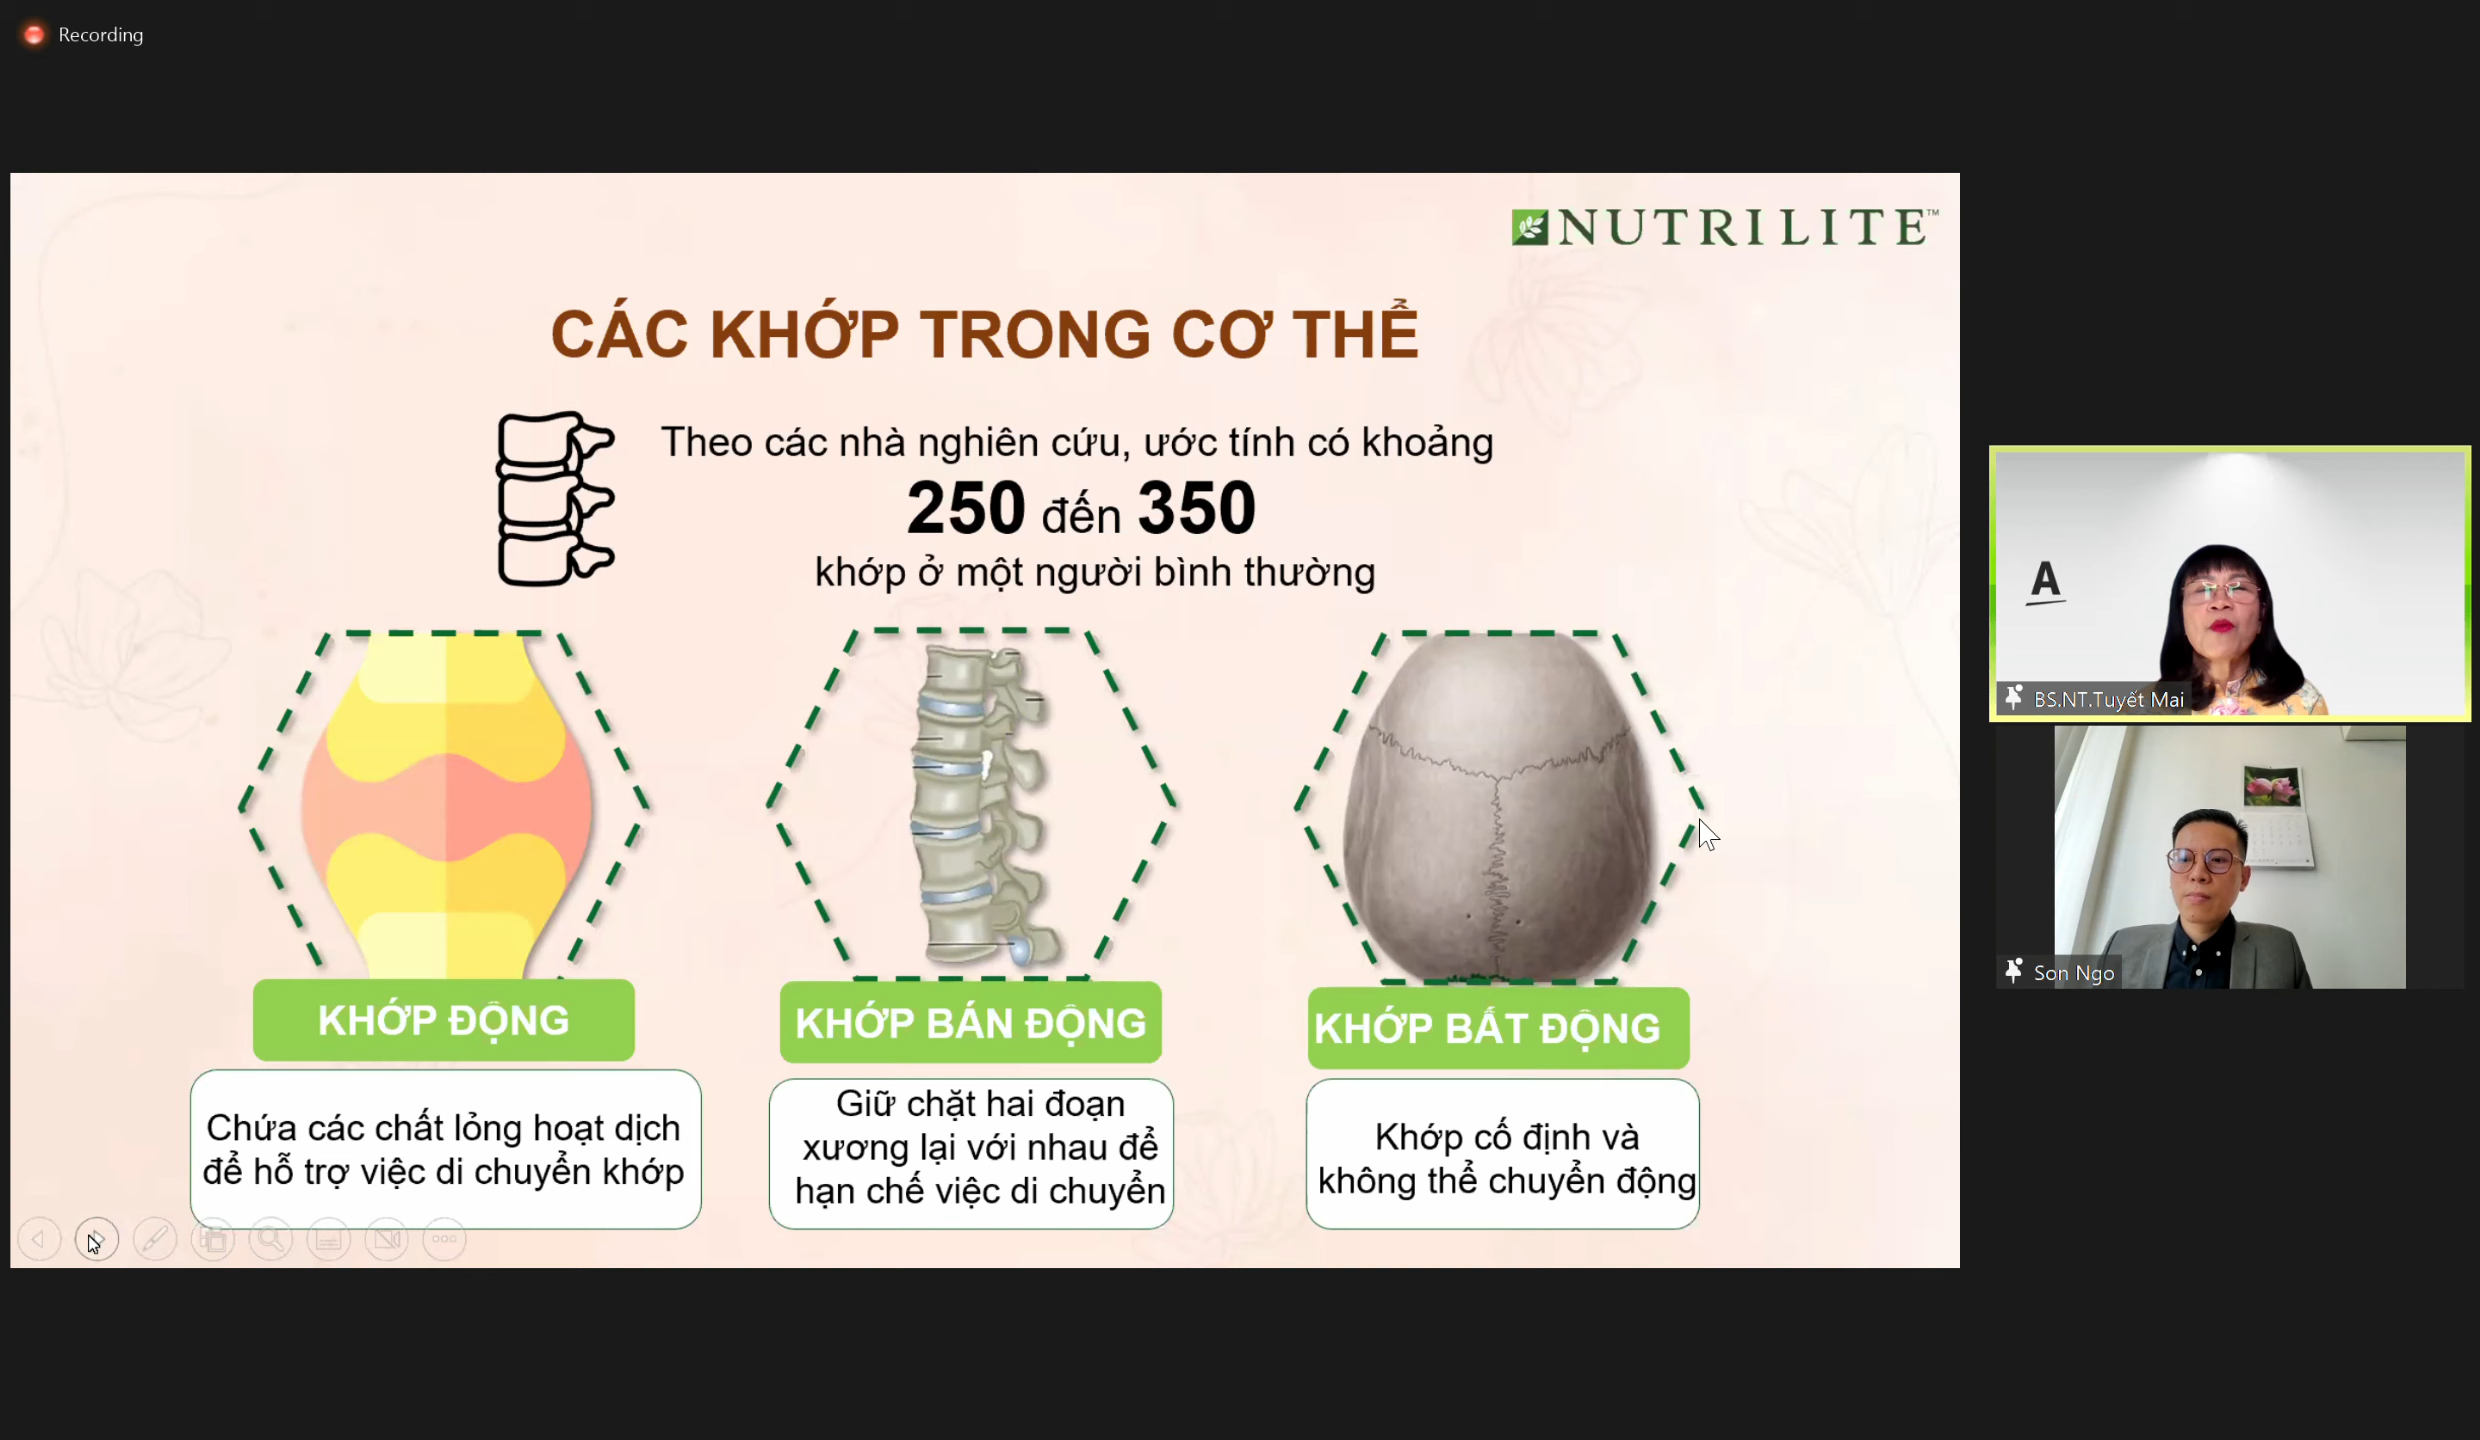 Recording
NUTRILITE™
CÁC KHỚP TRONG CƠ THỂ
Theo các nhà nghiên cứu, ước tính có khoảng
250 đến 350
khớp ở một người bình thường
KHỚP ĐỘNG
Chứa các chất lỏng hoạt dịch
để hỗ trợ việc di chuyển khớp
KHỚP BÁN ĐỘNG
Giữ chặt hai đoạn
xương lại với nhau để
hạn chế việc di chuyển
KHỚP BẤT ĐỘNG
Khớp cố định và
không thể chuyển động
A
BS.NT.Tuyết Mai
Son Ngo